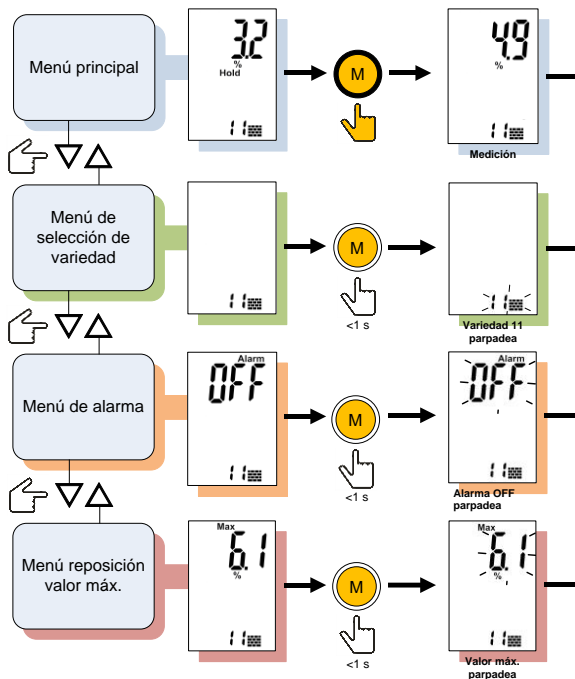 Menú principal
3.2
%
Hold
11
M
4.9
%
11
Medición
Menú de
selección de
variedad
11
M
<1 s
11
Variedad 11
parpadea
Menú de alarma
Alarm
OFF
11
M
<1 s
Alarm
OFF
11
Alarma OFF
parpadea
Menú reposición
valor máx.
Max
6.1
%
11
M
<1 s
Max
6.1
%
11
Valor máx.
parpadea